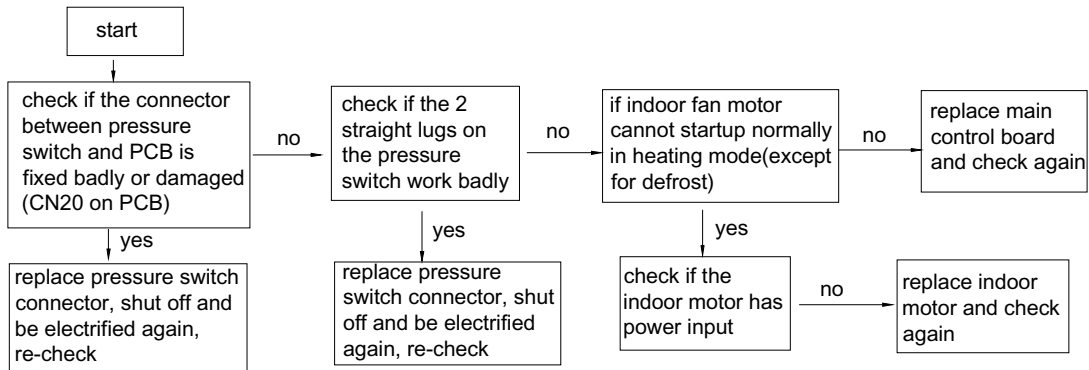 start
check if the connector
between pressure
switch and PCB is
fixed badly or damaged
(CN20 on PCB)
no
check if the 2
straight lugs on
the pressure
switch work badly
no
if indoor fan motor
cannot startup normally
in heating mode(except
for defrost)
no
replace main
control board
and check again
yes
replace pressure switch
connector, shut off and
be electrified again,
re-check
yes
replace pressure
switch connector, shut
off and be electrified
again, re-check
yes
check if the
indoor motor has
power input
no
replace indoor
motor and check
again